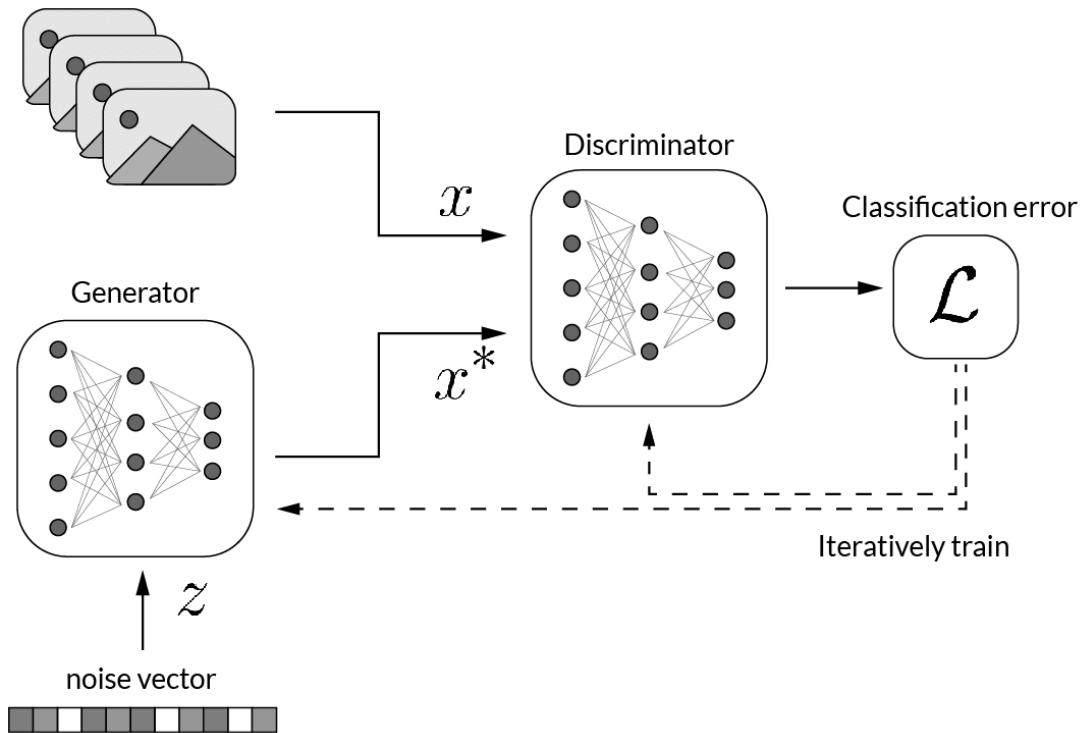 Discriminator
x
Classification error
ℒ
Generator
x*
Iteratively train
z
noise vector